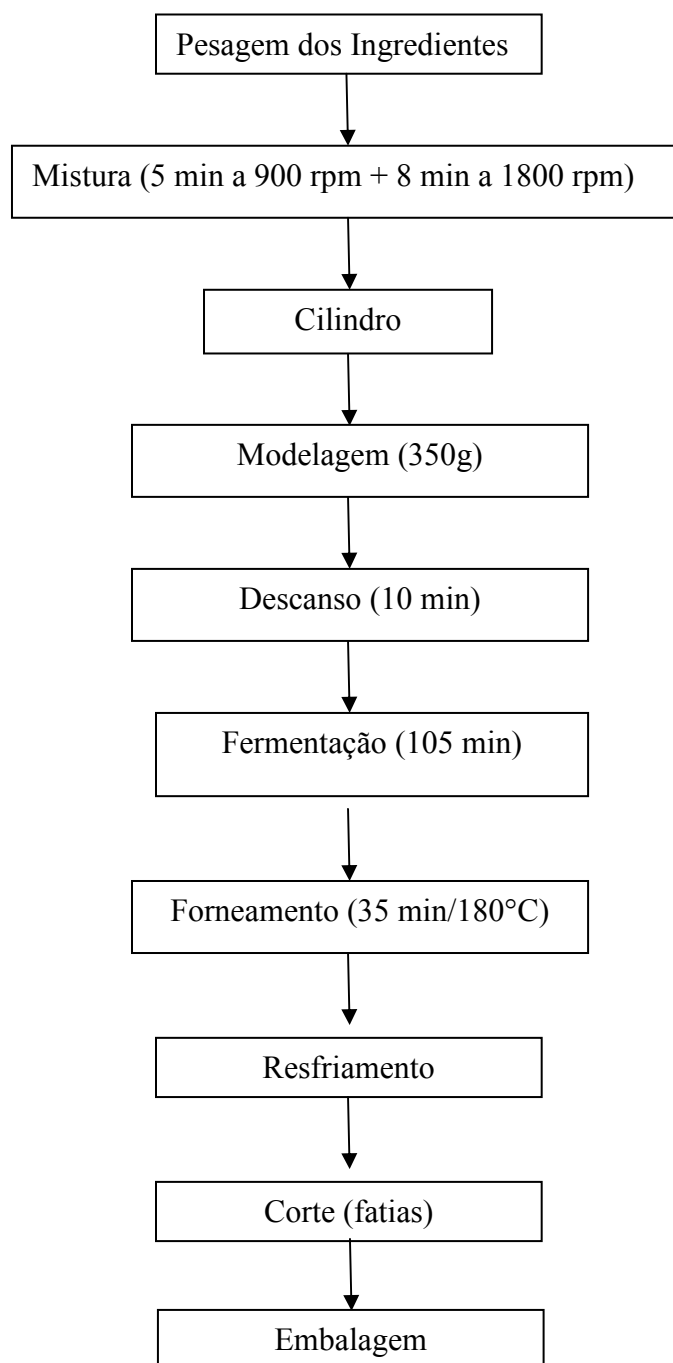 Pesagem dos Ingredientes
Mistura (5 min a 900 rpm + 8 min a 1800 rpm)
Cilindro
Modelagem (350g)
Descanso (10 min)
Fermentação (105 min)
Forneamento (35 min/180°C)
Resfriamento
Corte (fatias)
Embalagem